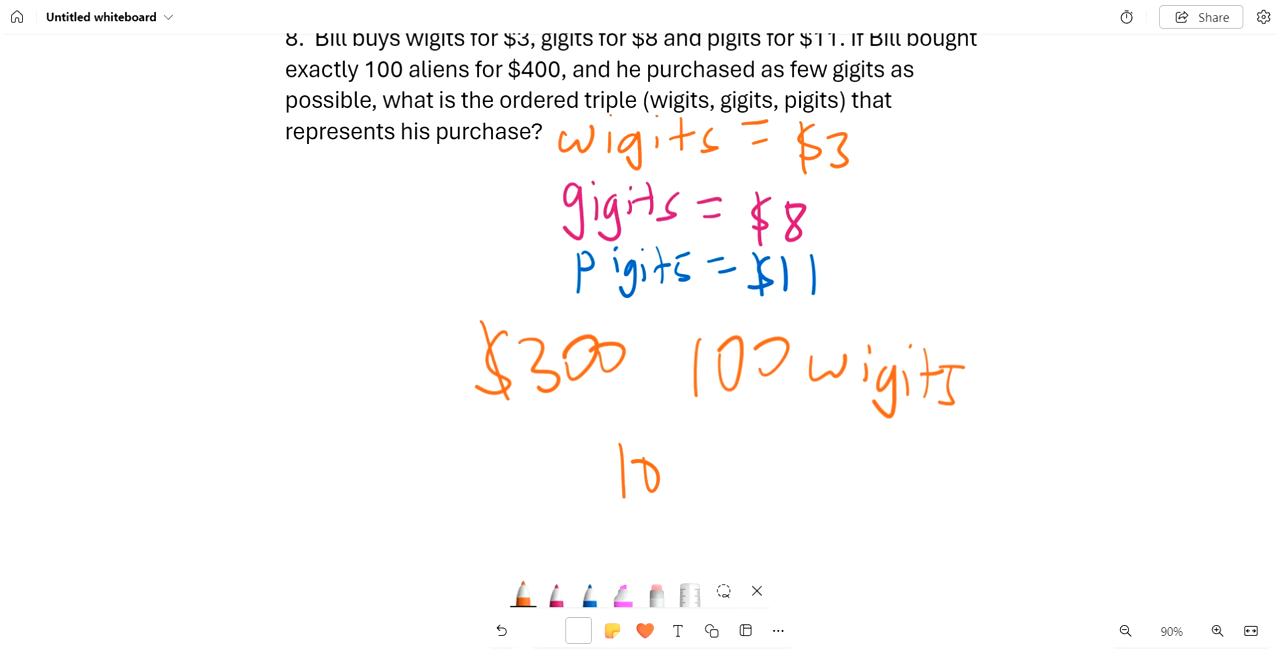 Untitled whiteboard
Share
8. Bill buys wigits for $3, gigits for $8 and pigits for $11. If Bill bought
exactly 100 aliens for $400, and he purchased as few gigits as
possible, what is the ordered triple (wigits, gigits, pigits) that
represents his purchase?
wigits = $3
gigits = $8
pigits = $11
$300 100 wigits
10
T
90%